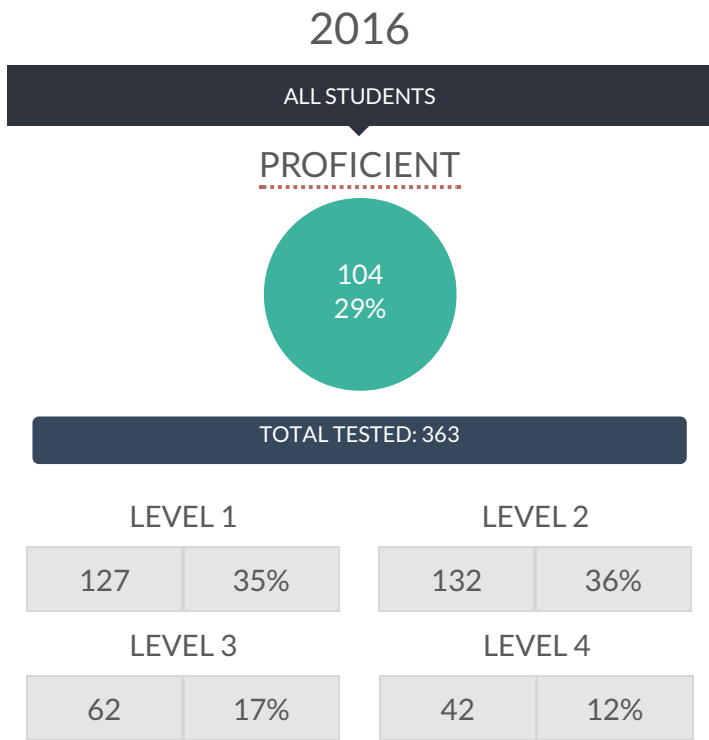 2016
ALL STUDENTS
PROFICIENT
104
29%
TOTAL TESTED: 363
LEVEL 1 LEVEL 2
127 35% 132 36%
LEVEL 3 LEVEL 4
62 17% 42 12%